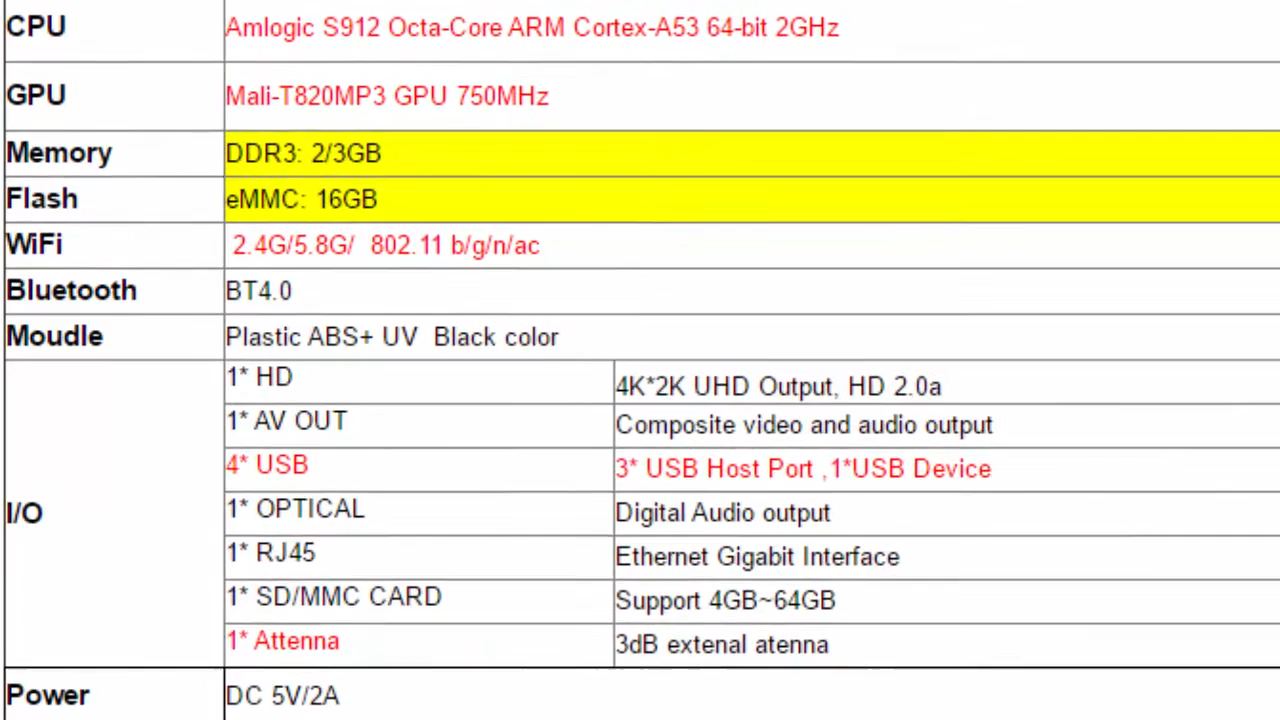 CPU Amlogic S912 Octa-Core ARM Cortex-A53 64-bit 2GHz
GPU Mali-T820MP3 GPU 750MHz
Memory DDR3: 2/3GB
Flash eMMC: 16GB
WiFi 2.4G/5.8G/ 802.11 b/g/n/ac
Bluetooth BT4.0
Moudle Plastic ABS+ UV Black color
I/O
1* HD 4K*2K UHD Output, HD 2.0a
1* AV OUT Composite video and audio output
4* USB 3* USB Host Port ,1*USB Device
1* OPTICAL Digital Audio output
1* RJ45 Ethernet Gigabit Interface
1* SD/MMC CARD Support 4GB~64GB
1* Attenna 3dB extenal atenna
Power DC 5V/2A